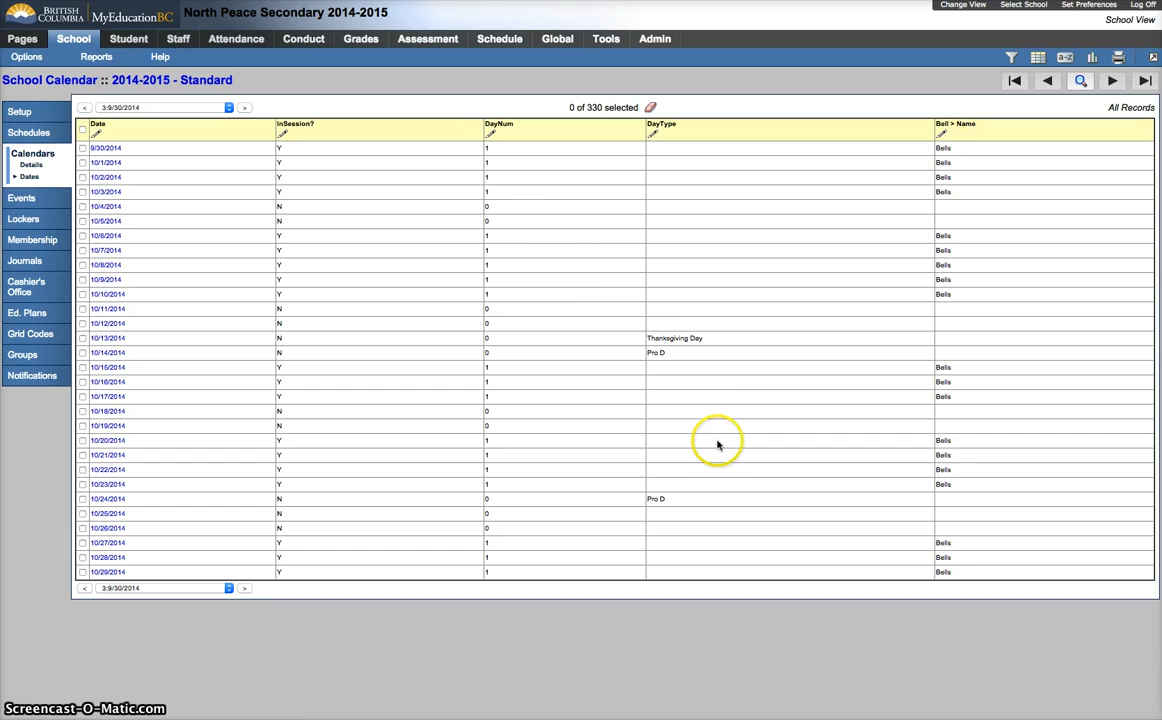 BRITISH COLUMBIA MyEducationBC North Peace Secondary 2014-2015 Change View Select School Set Preferences Log Off
School View
Pages School Student Staff Attendance Conduct Grades Assessment Schedule Global Tools Admin
Options Reports Help a-z
School Calendar :: 2014-2015 - Standard
Setup
Schedules
Calendars
Details
Dates
Events
Lockers
Membership
Journals
Cashier's Office
Ed. Plans
Grid Codes
Groups
Notifications
< 3:9/30/2014 > 0 of 330 selected All Records
Date InSession? DayNum DayType Bell > Name
9/30/2014 Y 1 Bells
10/1/2014 Y 1 Bells
10/2/2014 Y 1 Bells
10/3/2014 Y 1 Bells
10/4/2014 N 0
10/5/2014 N 0
10/6/2014 Y 1 Bells
10/7/2014 Y 1 Bells
10/8/2014 Y 1 Bells
10/9/2014 Y 1 Bells
10/10/2014 Y 1 Bells
10/11/2014 N 0
10/12/2014 N 0
10/13/2014 N 0 Thanksgiving Day
10/14/2014 N 0 Pro D
10/15/2014 Y 1 Bells
10/16/2014 Y 1 Bells
10/17/2014 Y 1 Bells
10/18/2014 N 0
10/19/2014 N 0
10/20/2014 Y 1 Bells
10/21/2014 Y 1 Bells
10/22/2014 Y 1 Bells
10/23/2014 Y 1 Bells
10/24/2014 N 0 Pro D
10/25/2014 N 0
10/26/2014 N 0
10/27/2014 Y 1 Bells
10/28/2014 Y 1 Bells
10/29/2014 Y 1 Bells
< 3:9/30/2014 >
Screencast-O-Matic.com